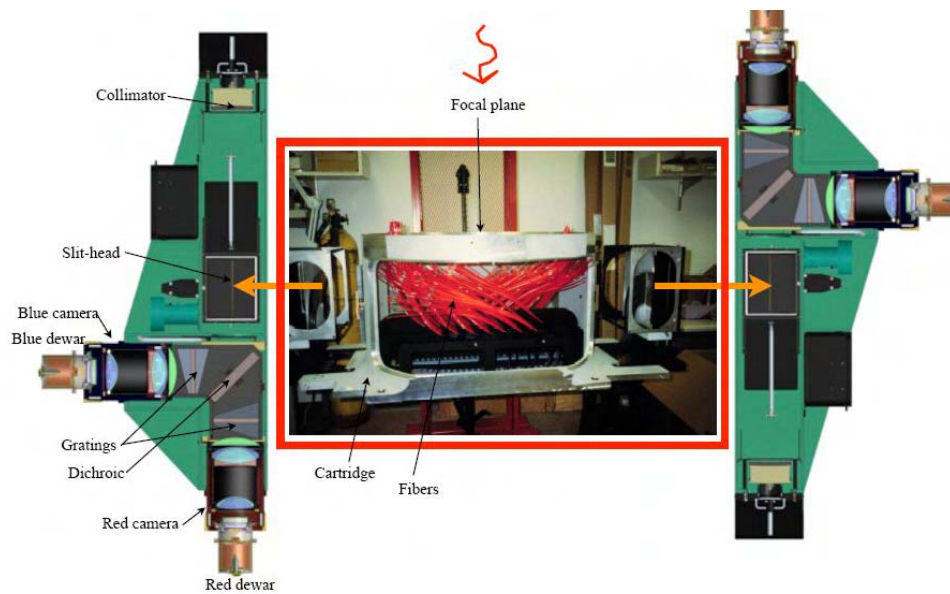 Collimator
Focal plane
Slit-head
Blue camera
Blue dewar
Gratings
Dichroic
Cartridge
Fibers
Red camera
Red dewar